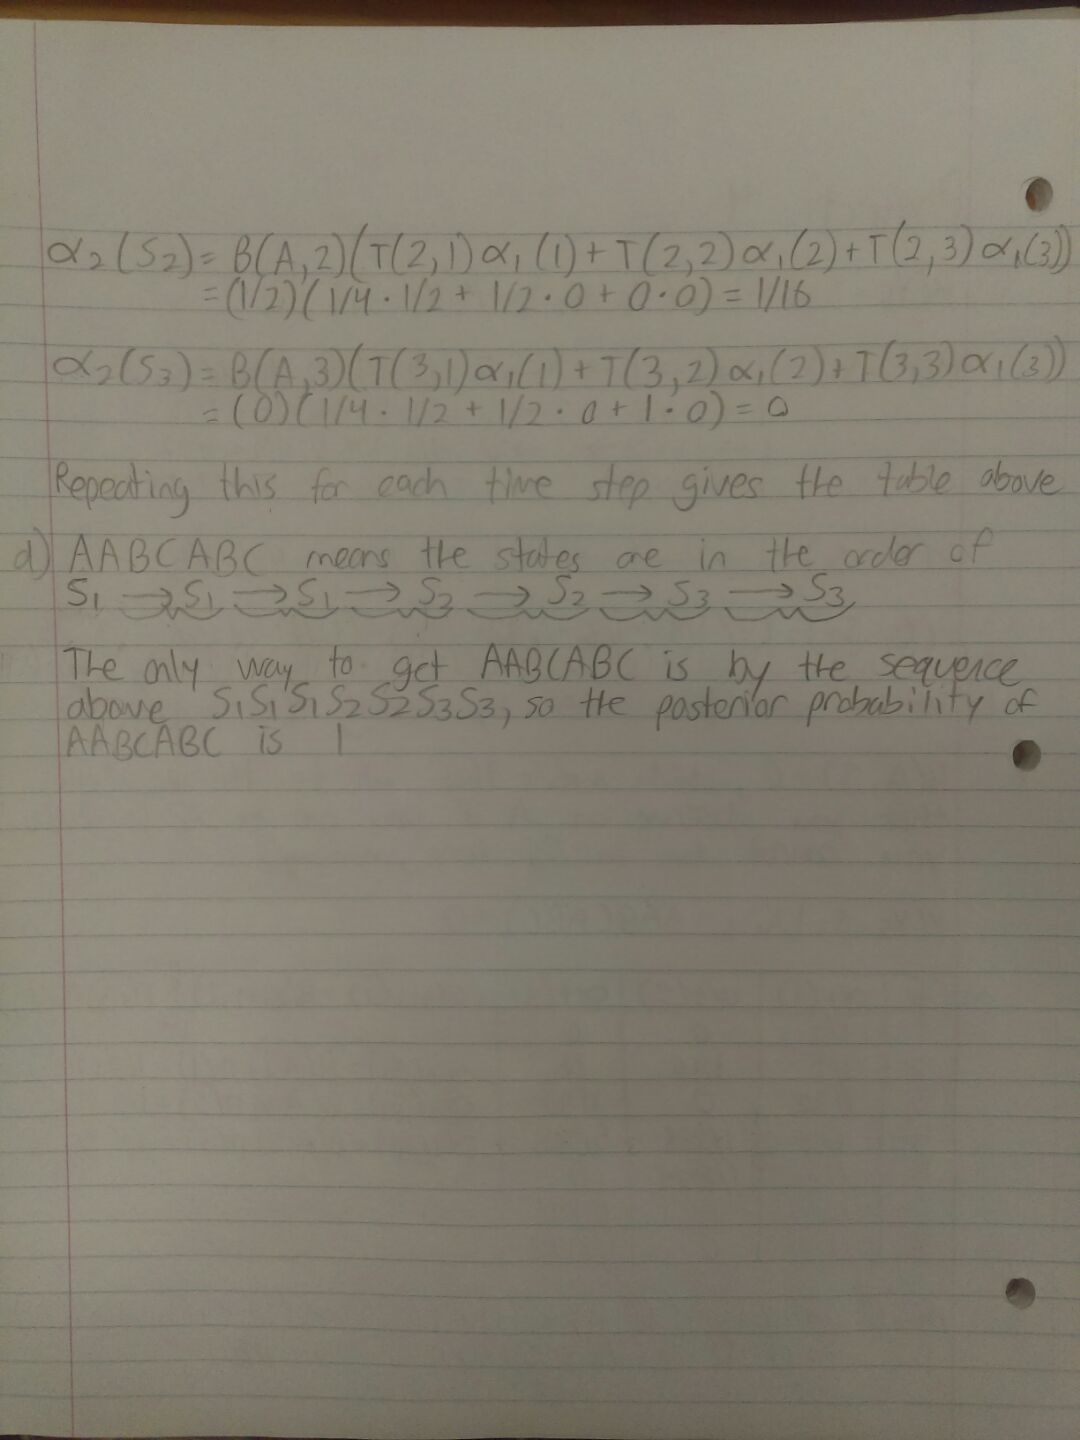 α₂(S₂) = B(A,2)(T(2,1)α₁(1) + T(2,2)α₁(2) + T(2,3)α₁(3))
= (1/2)(1/4 · 1/2 + 1/2 · 0 + 0 · 0) = 1/16
α₂(S₃) = B(A,3)(T(3,1)α₁(1) + T(3,2)α₁(2) + T(3,3)α₁(3))
= (0)(1/4 · 1/2 + 1/2 · 0 + 1 · 0) = 0
Repeating this for each time step gives the table above
d) AABCABC means the states are in the order of
S₁ → S₁ → S₁ → S₂ → S₂ → S₃ → S₃
The only way to get AABCABC is by the sequence
above S₁S₁S₁S₂S₂S₃S₃, so the posterior probability of
AABCABC is 1